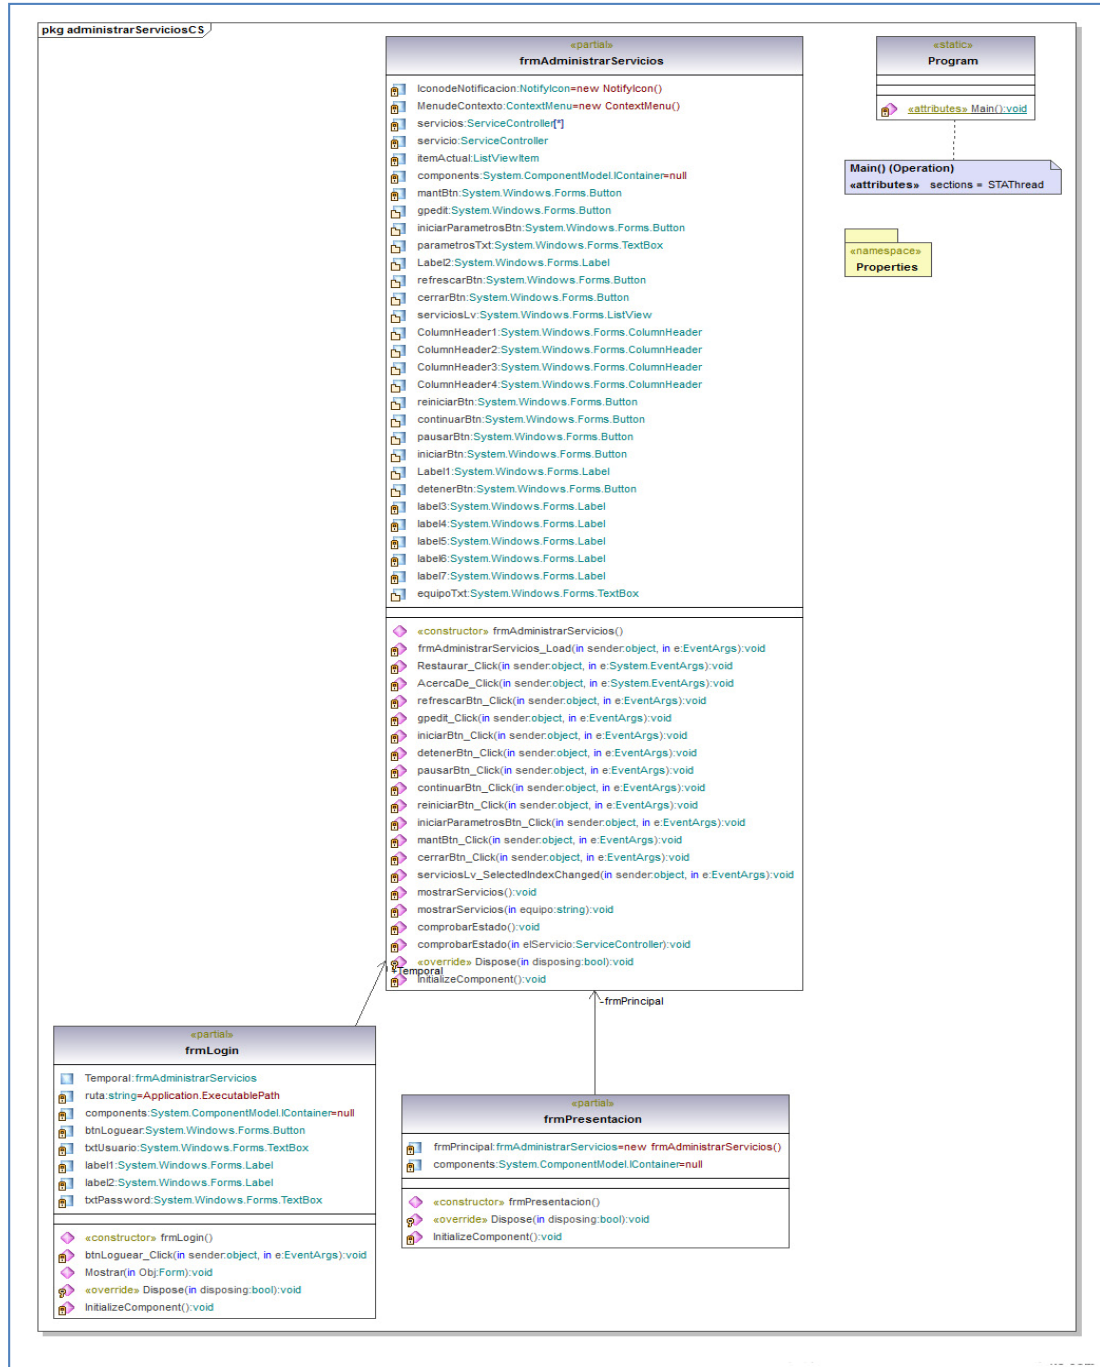 pkg administrarServiciosCS
«partial»
frmAdministrarServicios
IconodeNotificacion:NotifyIcon=new NotifyIcon()
MenudeContexto:ContextMenu=new ContextMenu()
servicios:ServiceController[*]
servicio:ServiceController
itemActual:ListViewItem
components:System.ComponentModel.IContainer=null
mantBtn:System.Windows.Forms.Button
gpedit:System.Windows.Forms.Button
iniciarParametrosBtn:System.Windows.Forms.Button
parametrosTxt:System.Windows.Forms.TextBox
Label2:System.Windows.Forms.Label
refrescarBtn:System.Windows.Forms.Button
cerrarBtn:System.Windows.Forms.Button
serviciosLv:System.Windows.Forms.ListView
ColumnHeader1:System.Windows.Forms.ColumnHeader
ColumnHeader2:System.Windows.Forms.ColumnHeader
ColumnHeader3:System.Windows.Forms.ColumnHeader
ColumnHeader4:System.Windows.Forms.ColumnHeader
reiniciarBtn:System.Windows.Forms.Button
continuarBtn:System.Windows.Forms.Button
pausarBtn:System.Windows.Forms.Button
iniciarBtn:System.Windows.Forms.Button
Label1:System.Windows.Forms.Label
detenerBtn:System.Windows.Forms.Button
label3:System.Windows.Forms.Label
label4:System.Windows.Forms.Label
label5:System.Windows.Forms.Label
label6:System.Windows.Forms.Label
label7:System.Windows.Forms.Label
equipoTxt:System.Windows.Forms.TextBox
«constructor» frmAdministrarServicios()
frmAdministrarServicios_Load(in sender:object, in e:EventArgs):void
Restaurar_Click(in sender:object, in e:System.EventArgs):void
AcercaDe_Click(in sender:object, in e:System.EventArgs):void
refrescarBtn_Click(in sender:object, in e:EventArgs):void
gpedit_Click(in sender:object, in e:EventArgs):void
iniciarBtn_Click(in sender:object, in e:EventArgs):void
detenerBtn_Click(in sender:object, in e:EventArgs):void
pausarBtn_Click(in sender:object, in e:EventArgs):void
continuarBtn_Click(in sender:object, in e:EventArgs):void
reiniciarBtn_Click(in sender:object, in e:EventArgs):void
iniciarParametrosBtn_Click(in sender:object, in e:EventArgs):void
mantBtn_Click(in sender:object, in e:EventArgs):void
cerrarBtn_Click(in sender:object, in e:EventArgs):void
serviciosLv_SelectedIndexChanged(in sender:object, in e:EventArgs):void
mostrarServicios():void
mostrarServicios(in equipo:string):void
comprobarEstado():void
comprobarEstado(in elServicio:ServiceController):void
«override» Dispose(in disposing:bool):void
InitializeComponent():void
«static»
Program
«attributes» Main():void
Main() (Operation)
«attributes» sections = STAThread
«namespace»
Properties
+Temporal
-frmPrincipal
«partial»
frmLogin
Temporal:frmAdministrarServicios
ruta:string=Application.ExecutablePath
components:System.ComponentModel.IContainer=null
btnLoguear:System.Windows.Forms.Button
txtUsuario:System.Windows.Forms.TextBox
label1:System.Windows.Forms.Label
label2:System.Windows.Forms.Label
txtPassword:System.Windows.Forms.TextBox
«constructor» frmLogin()
btnLoguear_Click(in sender:object, in e:EventArgs):void
Mostrar(in Obj:Form):void
«override» Dispose(in disposing:bool):void
InitializeComponent():void
«partial»
frmPresentacion
frmPrincipal:frmAdministrarServicios=new frmAdministrarServicios()
components:System.ComponentModel.IContainer=null
«constructor» frmPresentacion()
«override» Dispose(in disposing:bool):void
InitializeComponent():void